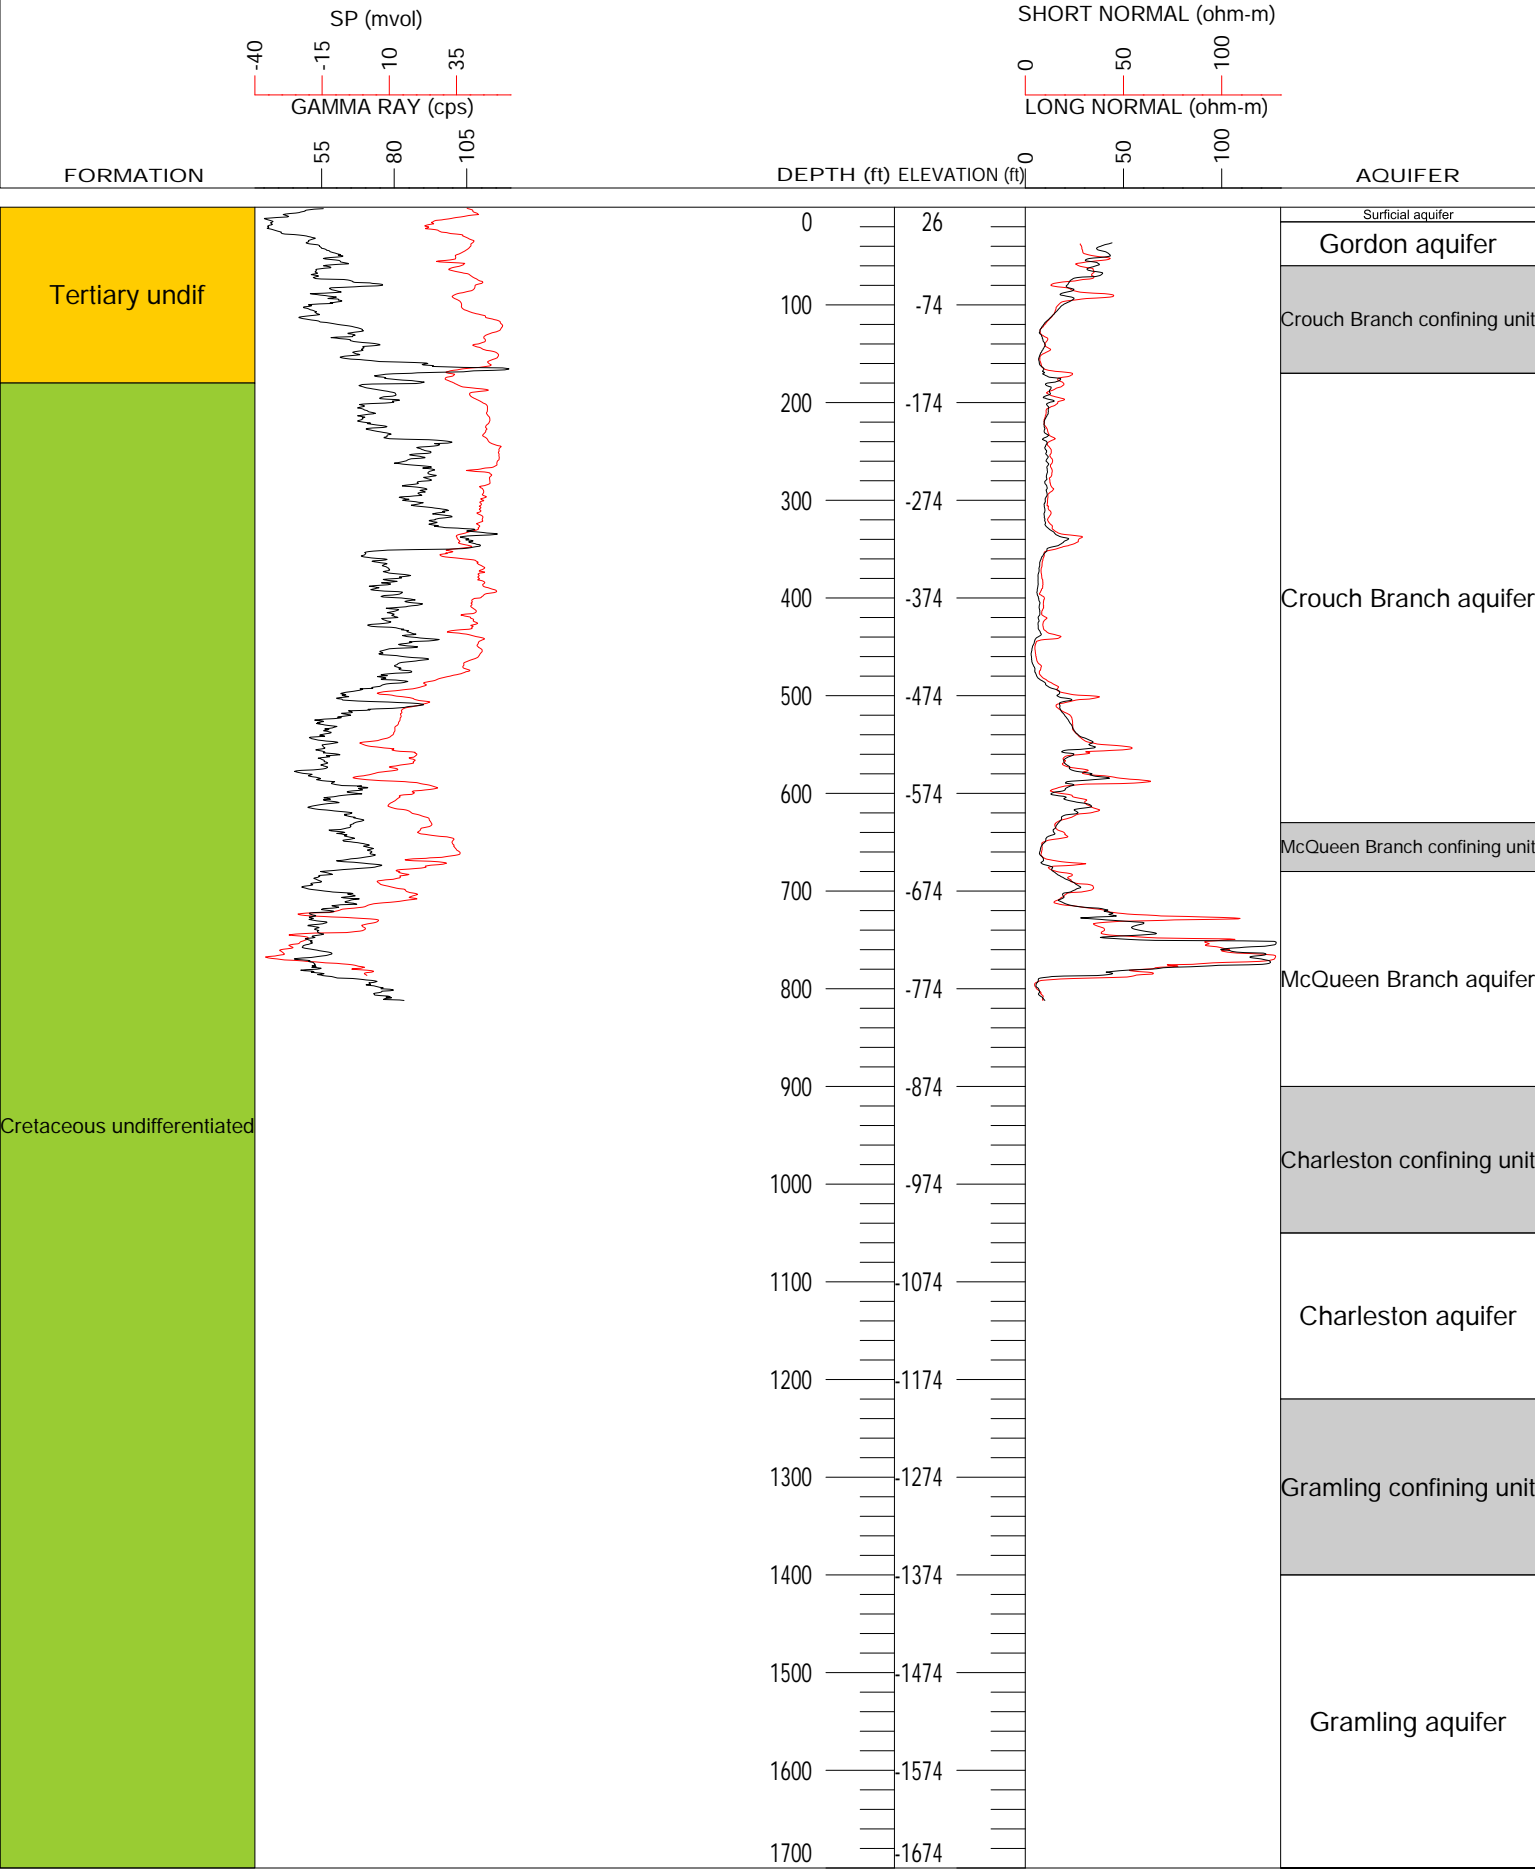 SP (mvol)
-40 -15 10 35
GAMMA RAY (cps)
55 80 105
SHORT NORMAL (ohm-m)
0 50 100
LONG NORMAL (ohm-m)
0 50 100
FORMATION DEPTH (ft) ELEVATION (ft) AQUIFER
Surficial aquifer
0 26
Gordon aquifer
Tertiary undif
100 -74
Crouch Branch confining unit
200 -174
300 -274
400 -374
Crouch Branch aquifer
500 -474
600 -574
McQueen Branch confining unit
700 -674
McQueen Branch aquifer
800 -774
900 -874
Cretaceous undifferentiated
Charleston confining unit
1000 -974
1100 -1074
Charleston aquifer
1200 -1174
1300 -1274
Gramling confining unit
1400 -1374
1500 -1474
Gramling aquifer
1600 -1574
1700 -1674